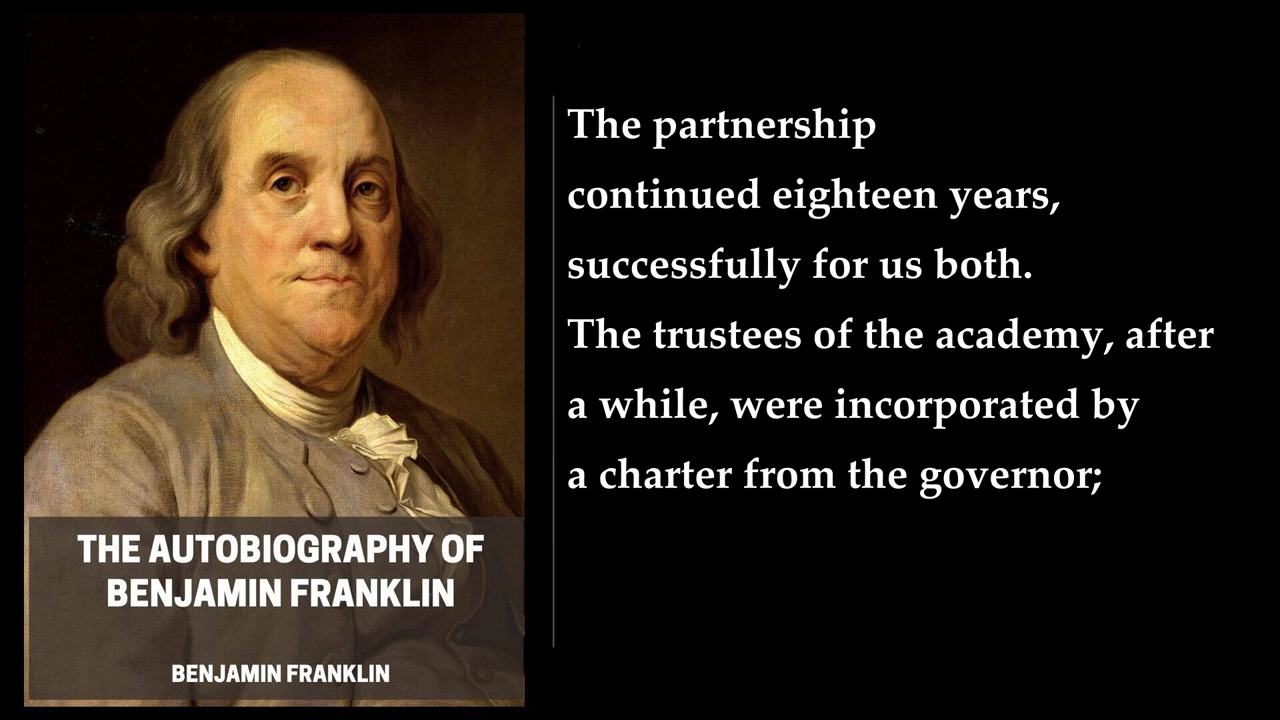 THE AUTOBIOGRAPHY OF
BENJAMIN FRANKLIN
BENJAMIN FRANKLIN
The partnership
continued eighteen years,
successfully for us both.
The trustees of the academy, after
a while, were incorporated by
a charter from the governor;